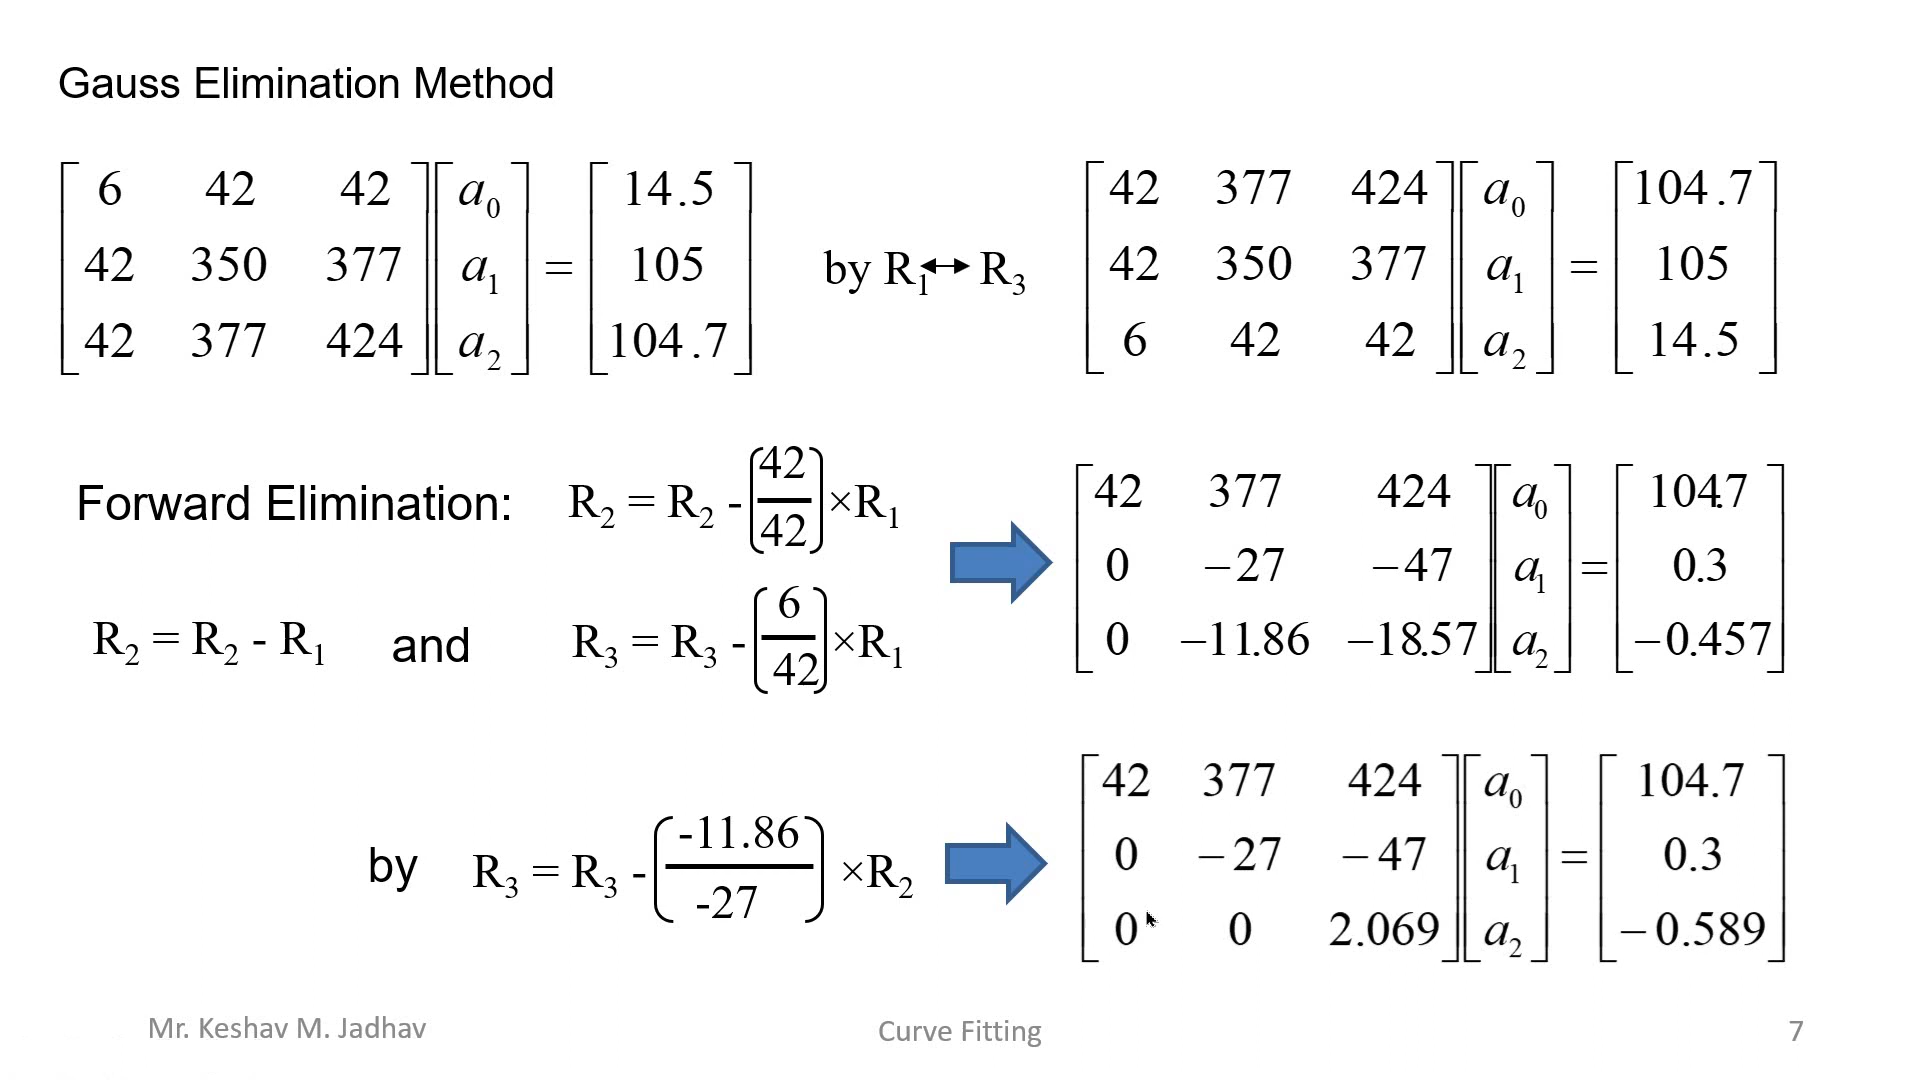 Gauss Elimination Method
6 42 42 a0 14.5
42 350 377 a1 = 105
42 377 424 a2 104.7
by R1↔R3
42 377 424 a0 104.7
42 350 377 a1 = 105
6 42 42 a2 14.5
Forward Elimination: R2 = R2 - (42/42) ×R1
R2 = R2 - R1 and R3 = R3 - (6/42) ×R1
42 377 424 a0 104.7
0 −27 −47 a1 = 0.3
0 −11.86 −18.57 a2 −0.457
by R3 = R3 - (-11.86/-27) ×R2
42 377 424 a0 104.7
0 −27 −47 a1 = 0.3
0 0 2.069 a2 −0.589
Mr. Keshav M. Jadhav Curve Fitting 7